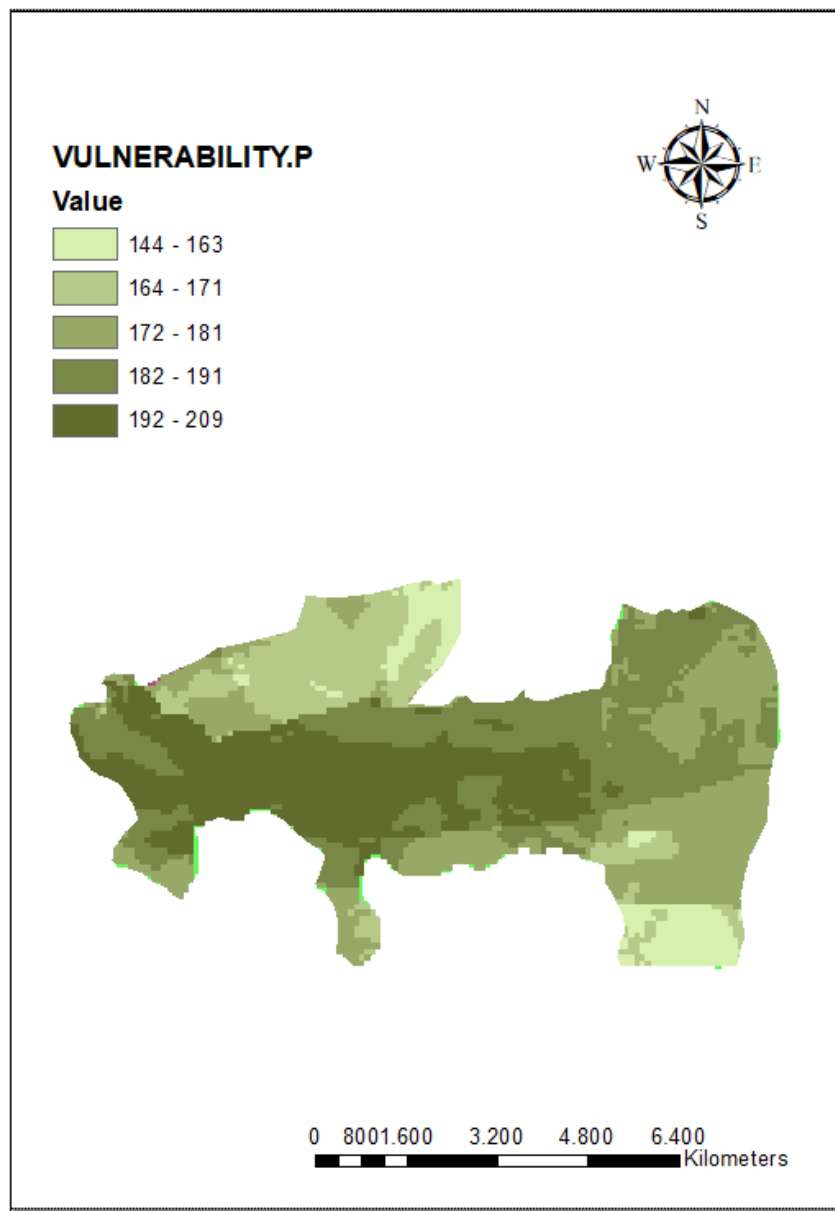 N
VULNERABILITY.P
W E
Value
S
144 - 163
164 - 171
172 - 181
182 - 191
192 - 209
0 8001.600 3.200 4.800 6.400
Kilometers